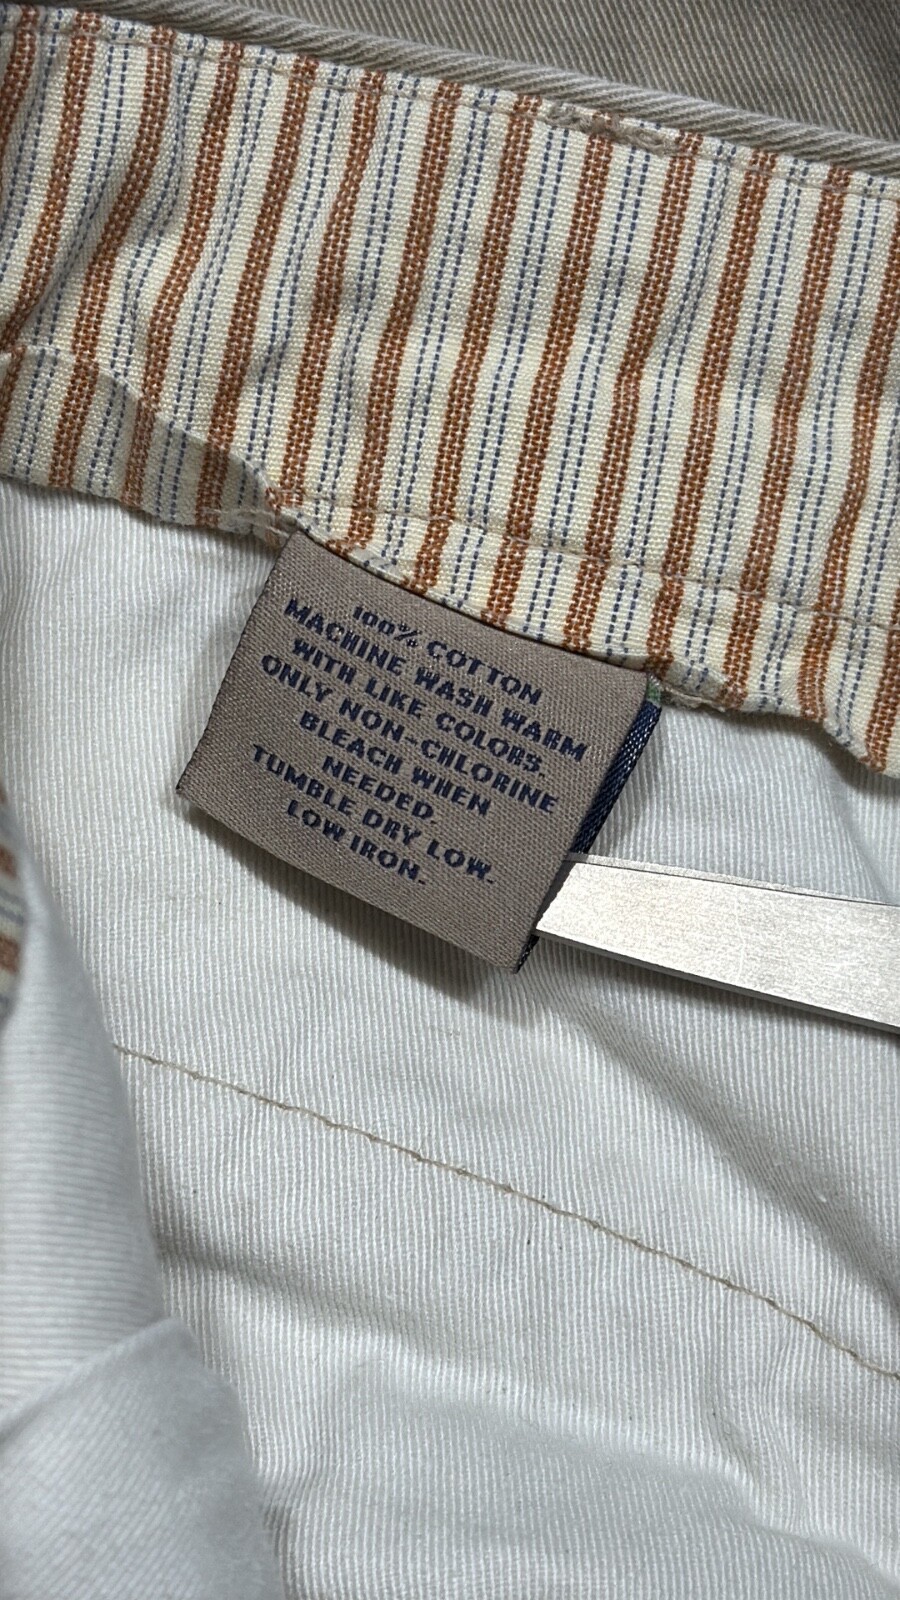 100% COTTON
MACHINE WASH WARM
WITH LIKE COLORS.
ONLY NON-CHLORINE
BLEACH WHEN
NEEDED.
TUMBLE DRY LOW.
LOW IRON.